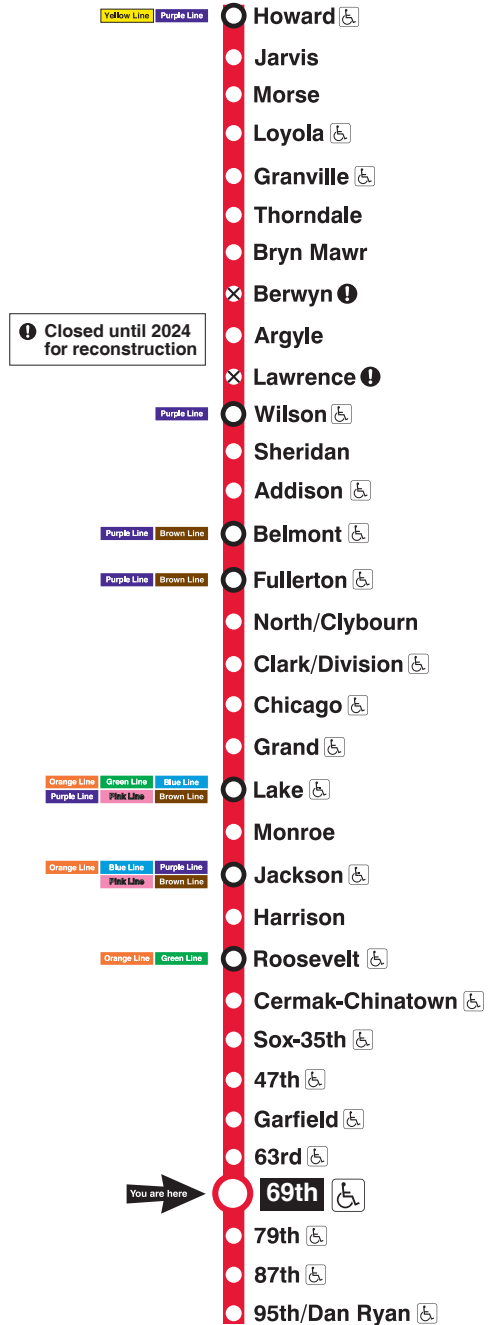 Yellow Line Purple Line Howard
Jarvis
Morse
Loyola
Granville
Thorndale
Bryn Mawr
Berwyn !
! Closed until 2024
for reconstruction
Argyle
Lawrence !
Purple Line Wilson
Sheridan
Addison
Purple Line Brown Line Belmont
Purple Line Brown Line Fullerton
North/Clybourn
Clark/Division
Chicago
Grand
Orange Line Green Line Blue Line
Purple Line Pink Line Brown Line
Lake
Monroe
Orange Line Blue Line Purple Line
Pink Line Brown Line
Jackson
Harrison
Orange Line Green Line Roosevelt
Cermak-Chinatown
Sox-35th
47th
Garfield
63rd
You are here 69th
79th
87th
95th/Dan Ryan